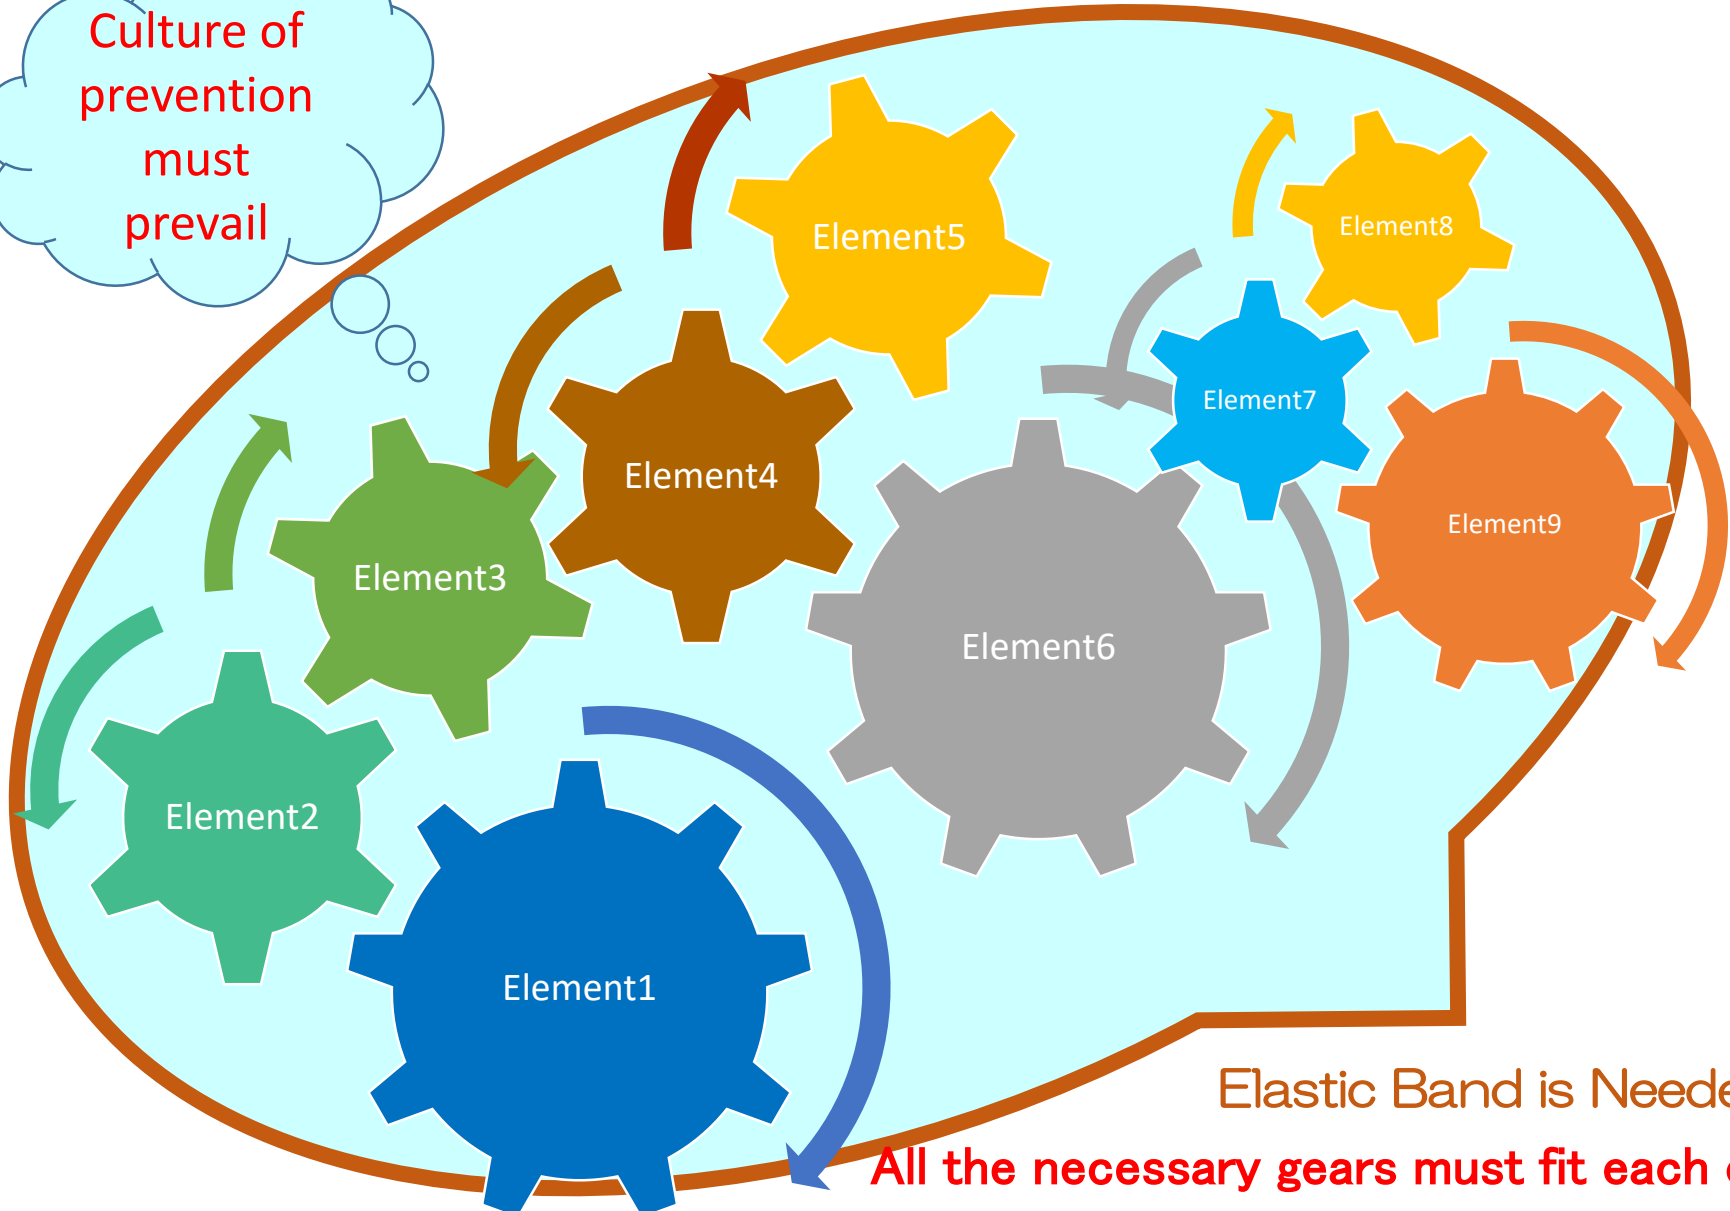 Culture of
prevention
must
prevail
Element5
Element8
Element7
Element4
Element9
Element3
Element6
Element2
Element1
Elastic Band is Neede
All the necessary gears must fit each